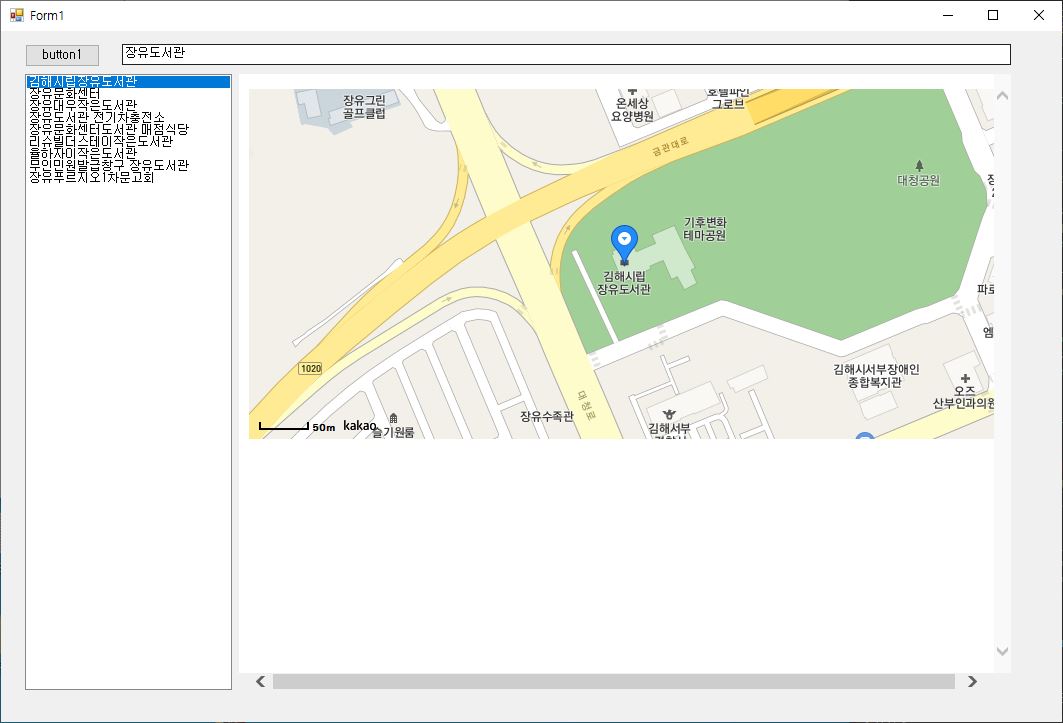 Form1
button1
장유도서관
김해시립장유도서관
장유문화센터
장유대우작은도서관
장유도서관 전기차충전소
장유문화센터도서관 매점식당
리슈빌더스테이작은도서관
율하자이작은도서관
무인민원발급창구 장유도서관
장유푸르지오1차문고회
장유그린
골프클럽
온세상
요양병원
호텔파인
그로브
금관대로
대청공원
기후변화
테마공원
김해시립
장유도서관
파로
엠
1020
대청로
김해시서부장애인
종합복지관
오즈
산부인과의원
장유수족관
김해서부
슬기원룸
50m
kakao